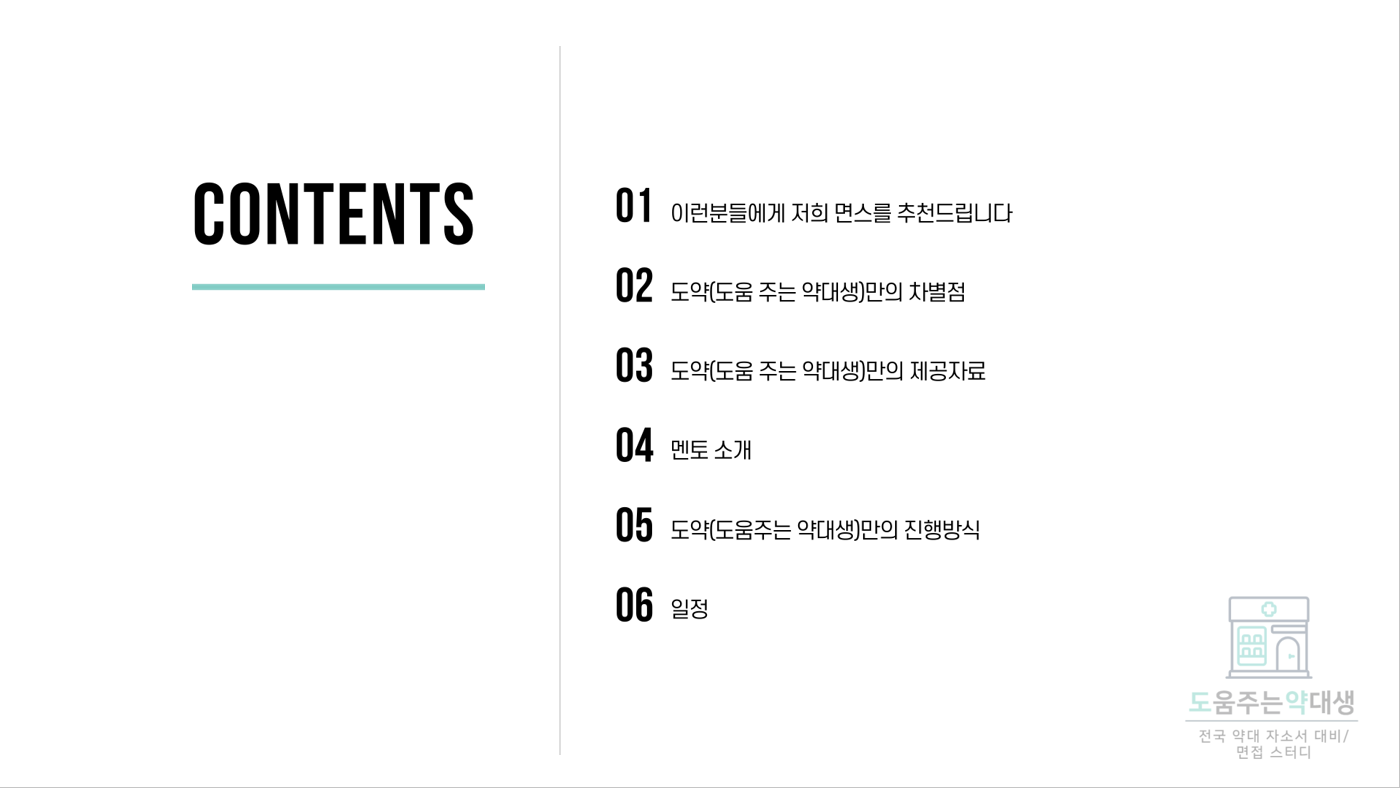 CONTENTS
01 이런분들에게 저희 면스를 추천드립니다
02 도약(도움 주는 약대생)만의 차별점
03 도약(도움 주는 약대생)만의 제공자료
04 멘토 소개
05 도약(도움주는 약대생)만의 진행방식
06 일정
도움주는약대생
전국 약대 자소서 대비/
면접 스터디